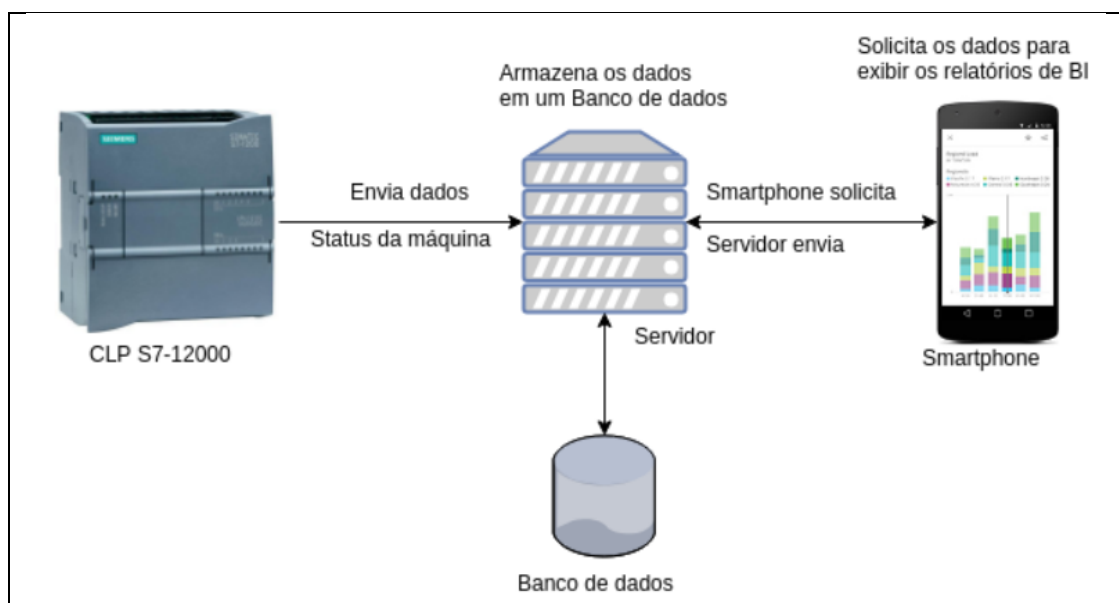 Solicita os dados para
exibir os relatórios de BI
Armazena os dados
em um Banco de dados
SIEMENS
Envia dados
Status da máquina
Smartphone solicita
Servidor envia
Servidor
CLP S7-12000
Smartphone
Banco de dados